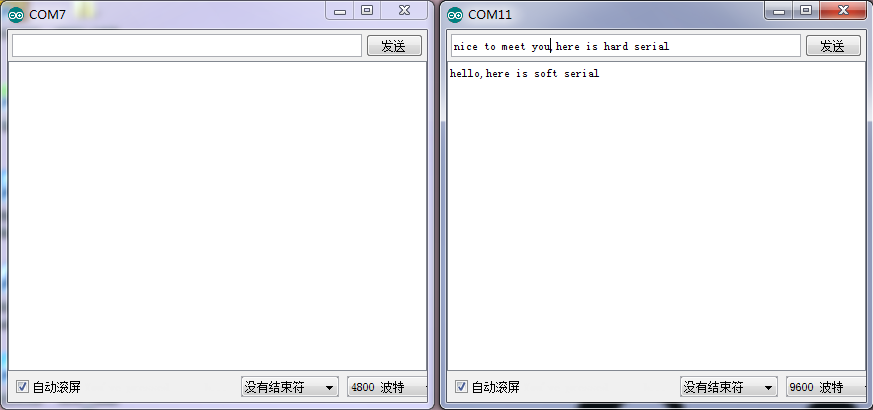 COM7
发送
自动滚屏
没有结束符
4800 波特
COM11
nice to meet you,here is hard serial
发送
hello,here is soft serial
自动滚屏
没有结束符
9600 波特